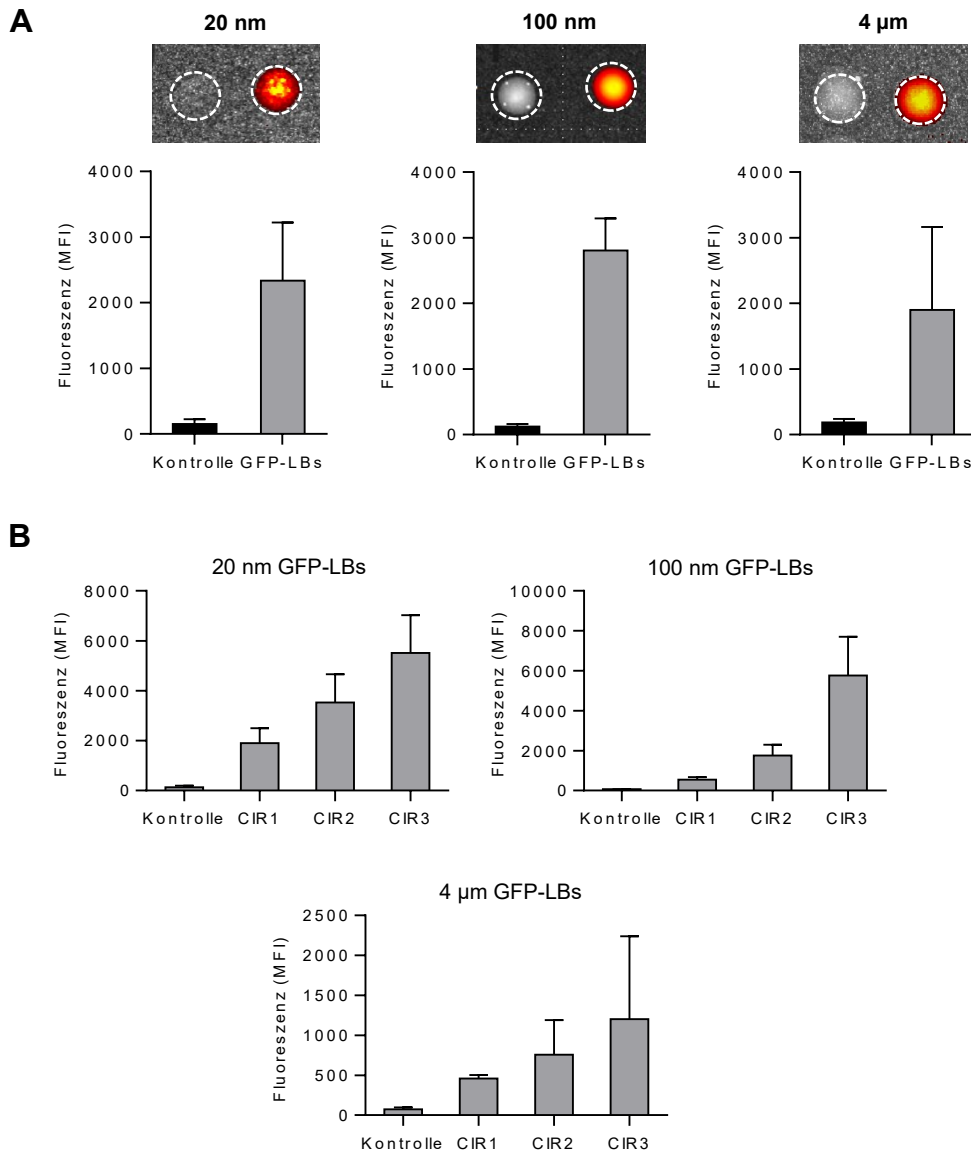 A
20 nm
100 nm
4 µm
Fluoreszenz (MFI)
4000
3000
2000
1000
0
Kontrolle GFP-LBs
Fluoreszenz (MFI)
4000
3000
2000
1000
0
Kontrolle GFP-LBs
Fluoreszenz (MFI)
4000
3000
2000
1000
0
Kontrolle GFP-LBs
B
20 nm GFP-LBs
Fluoreszenz (MFI)
8000
6000
4000
2000
0
Kontrolle CIR1 CIR2 CIR3
100 nm GFP-LBs
Fluoreszenz (MFI)
10000
8000
6000
4000
2000
0
Kontrolle CIR1 CIR2 CIR3
4 µm GFP-LBs
Fluoreszenz (MFI)
2500
2000
1500
1000
500
0
Kontrolle CIR1 CIR2 CIR3